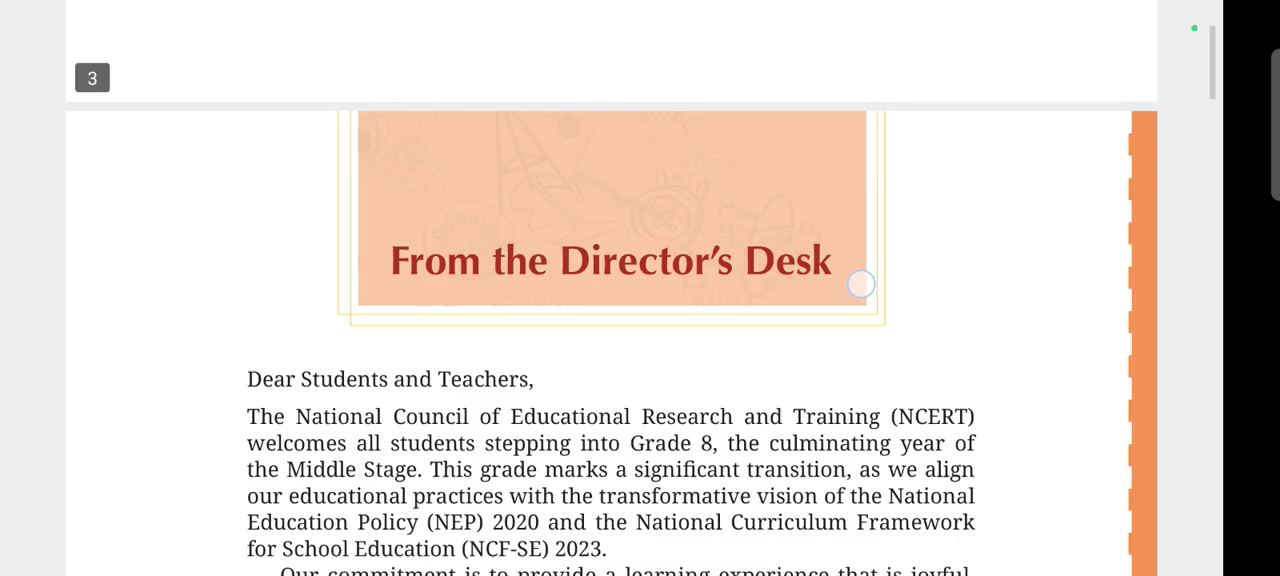 3
From the Director's Desk
Dear Students and Teachers,
The National Council of Educational Research and Training (NCERT)
welcomes all students stepping into Grade 8, the culminating year of
the Middle Stage. This grade marks a significant transition, as we align
our educational practices with the transformative vision of the National
Education Policy (NEP) 2020 and the National Curriculum Framework
for School Education (NCF-SE) 2023.
Our commitment is to provide a learning experience that is joyful,